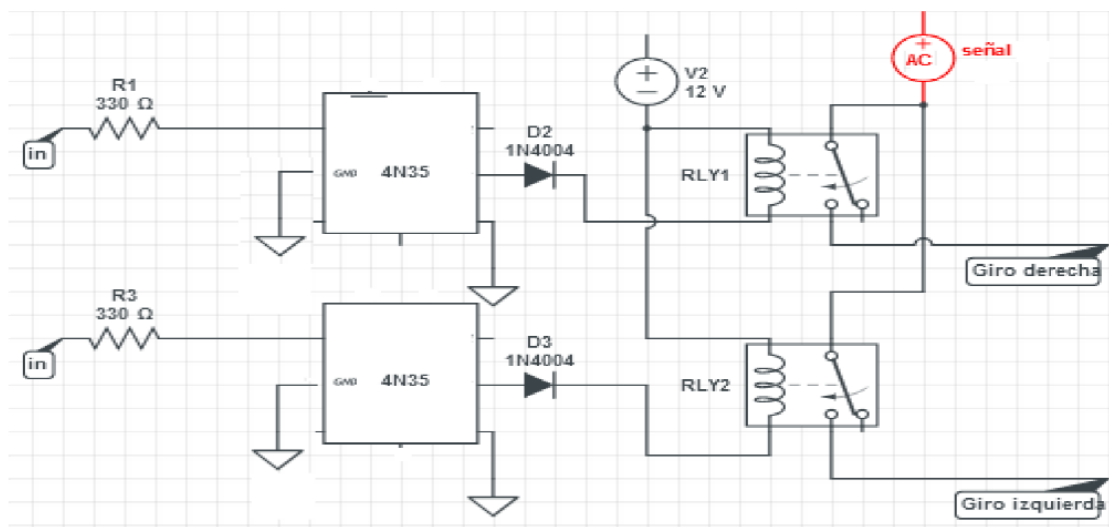 señal
+
AC
R1
330 Ω
in
GND
4N35
D2
1N4004
+
−
V2
12 V
RLY1
Giro derecha
R3
330 Ω
in
GND
4N35
D3
1N4004
RLY2
Giro izquierda